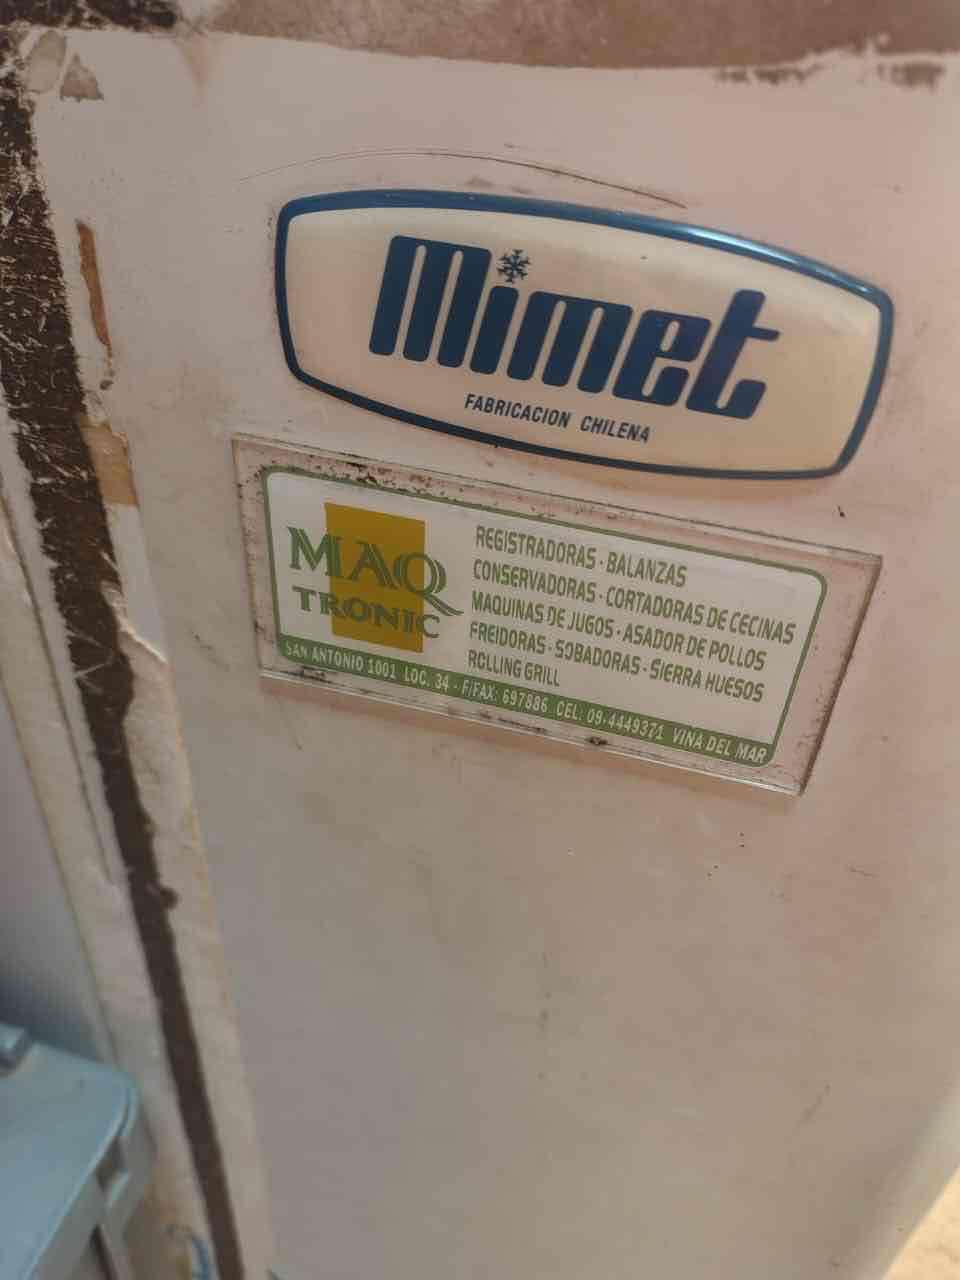 mimet
FABRICACION CHILENA
MAQ
TRONIC
REGISTRADORAS - BALANZAS
CONSERVADORAS - CORTADORAS DE CECINAS
MAQUINAS DE JUGOS - ASADOR DE POLLOS
FREIDORAS - SOBADORAS - SIERRA HUESOS
ROLLING GRILL
SAN ANTONIO 1001 LOC. 34 - F/FAX: 697886 CEL: 09-4449371 VIÑA DEL MAR